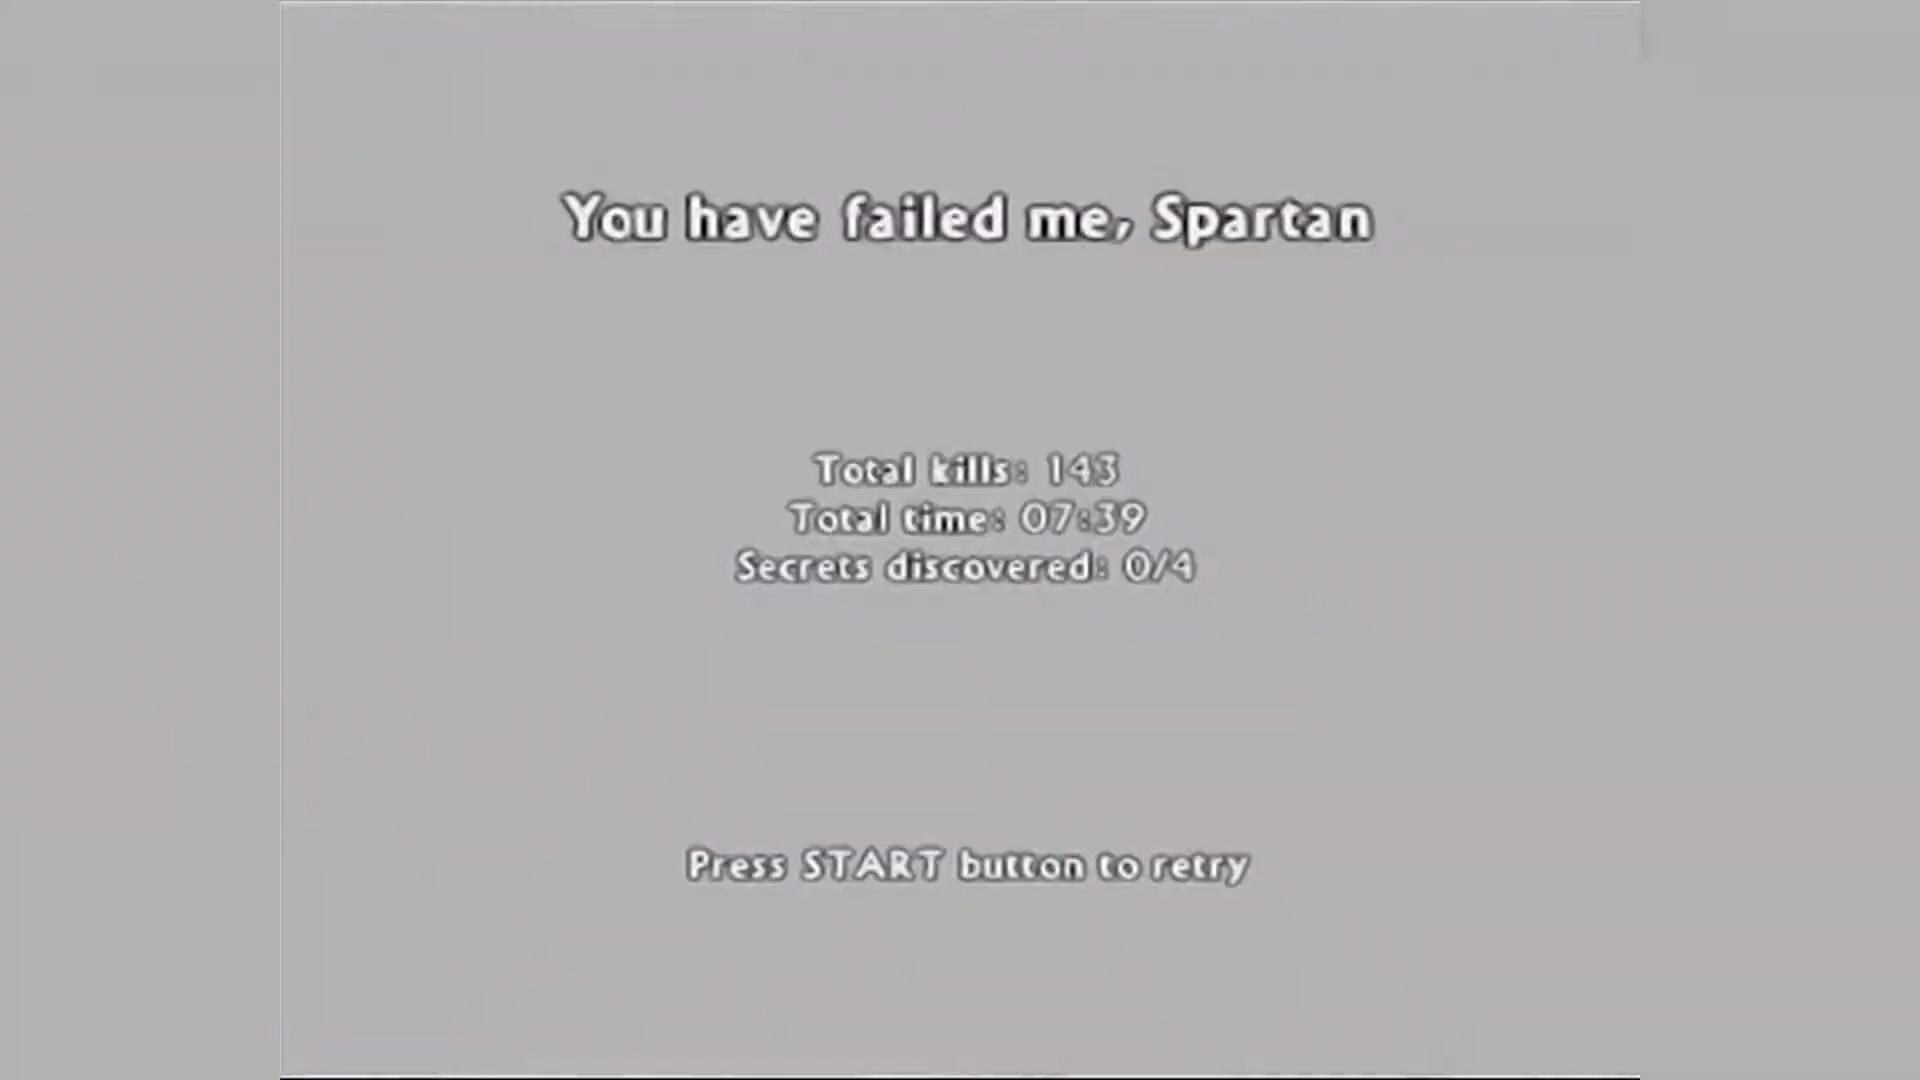 You have failed me, Spartan
Total kills: 143
Total time: 07:39
Secrets discovered: 0/4
Press START button to retry